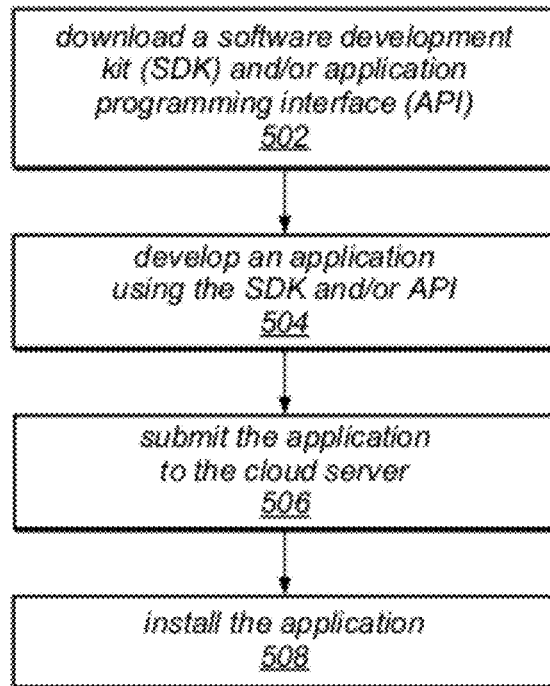 download a software development
kit (SDK) and/or application
programming interface (API)
502
develop an application
using the SDK and/or API
504
submit the application
to the cloud server
506
install the application
508